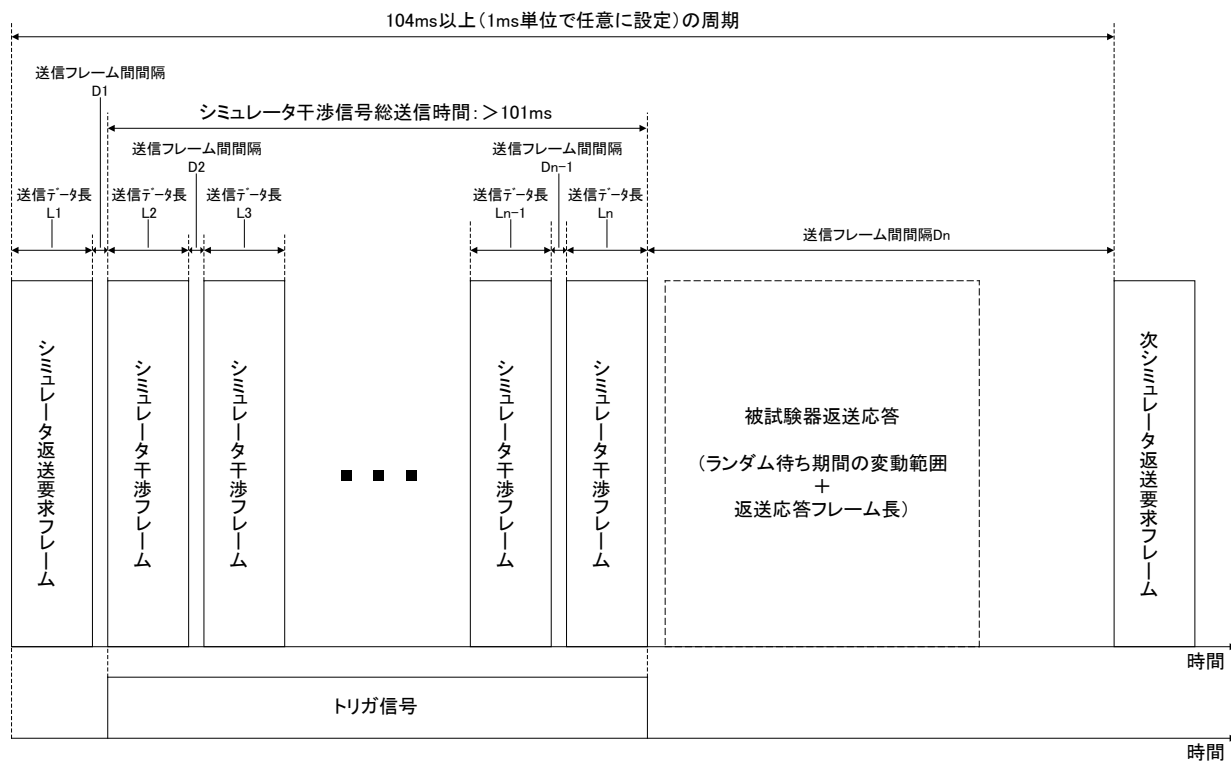 104ms以上（1ms単位で任意に設定）の周期
送信フレーム間間隔
D1
シミュレータ干渉信号総送信時間：＞101ms
送信フレーム間間隔
D2
送信フレーム間間隔
Dn-1
送信ﾃﾞｰﾀ長
L1
送信ﾃﾞｰﾀ長
L2
送信ﾃﾞｰﾀ長
L3
送信ﾃﾞｰﾀ長
Ln-1
送信ﾃﾞｰﾀ長
Ln
送信フレーム間間隔Dn
シミュレータ返送要求フレーム
シミュレータ干渉フレーム
シミュレータ干渉フレーム
シミュレータ干渉フレーム
シミュレータ干渉フレーム
被試験器返送応答
（ランダム待ち期間の変動範囲
＋
返送応答フレーム長）
次シミュレータ返送要求フレーム
時間
トリガ信号
時間